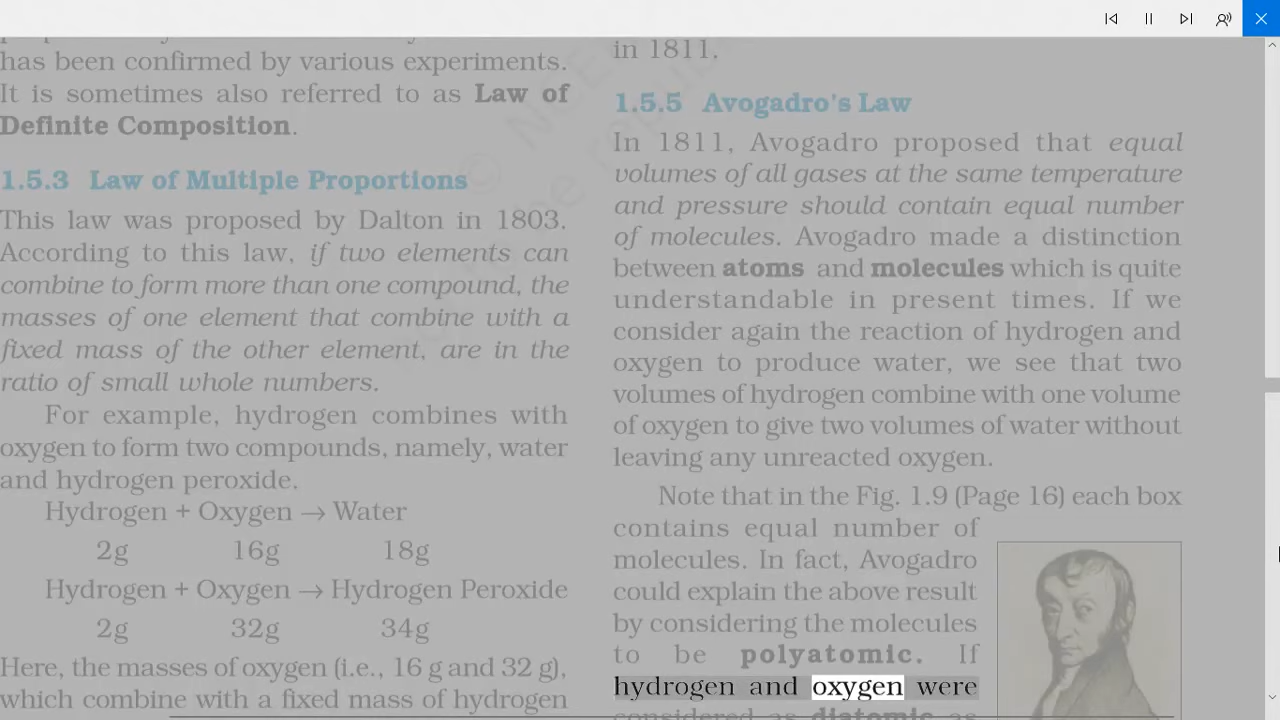 has been confirmed by various experiments.
It is sometimes also referred to as Law of
Definite Composition.
1.5.3 Law of Multiple Proportions
This law was proposed by Dalton in 1803.
According to this law, if two elements can
combine to form more than one compound, the
masses of one element that combine with a
fixed mass of the other element, are in the
ratio of small whole numbers.
For example, hydrogen combines with
oxygen to form two compounds, namely, water
and hydrogen peroxide.
Hydrogen + Oxygen → Water
2g 16g 18g
Hydrogen + Oxygen → Hydrogen Peroxide
2g 32g 34g
Here, the masses of oxygen (i.e., 16 g and 32 g),
which combine with a fixed mass of hydrogen
in 1811.
1.5.5 Avogadro's Law
In 1811, Avogadro proposed that equal
volumes of all gases at the same temperature
and pressure should contain equal number
of molecules. Avogadro made a distinction
between atoms and molecules which is quite
understandable in present times. If we
consider again the reaction of hydrogen and
oxygen to produce water, we see that two
volumes of hydrogen combine with one volume
of oxygen to give two volumes of water without
leaving any unreacted oxygen.
Note that in the Fig. 1.9 (Page 16) each box
contains equal number of
molecules. In fact, Avogadro
could explain the above result
by considering the molecules
to be polyatomic. If
hydrogen and oxygen were
considered as diatomic as